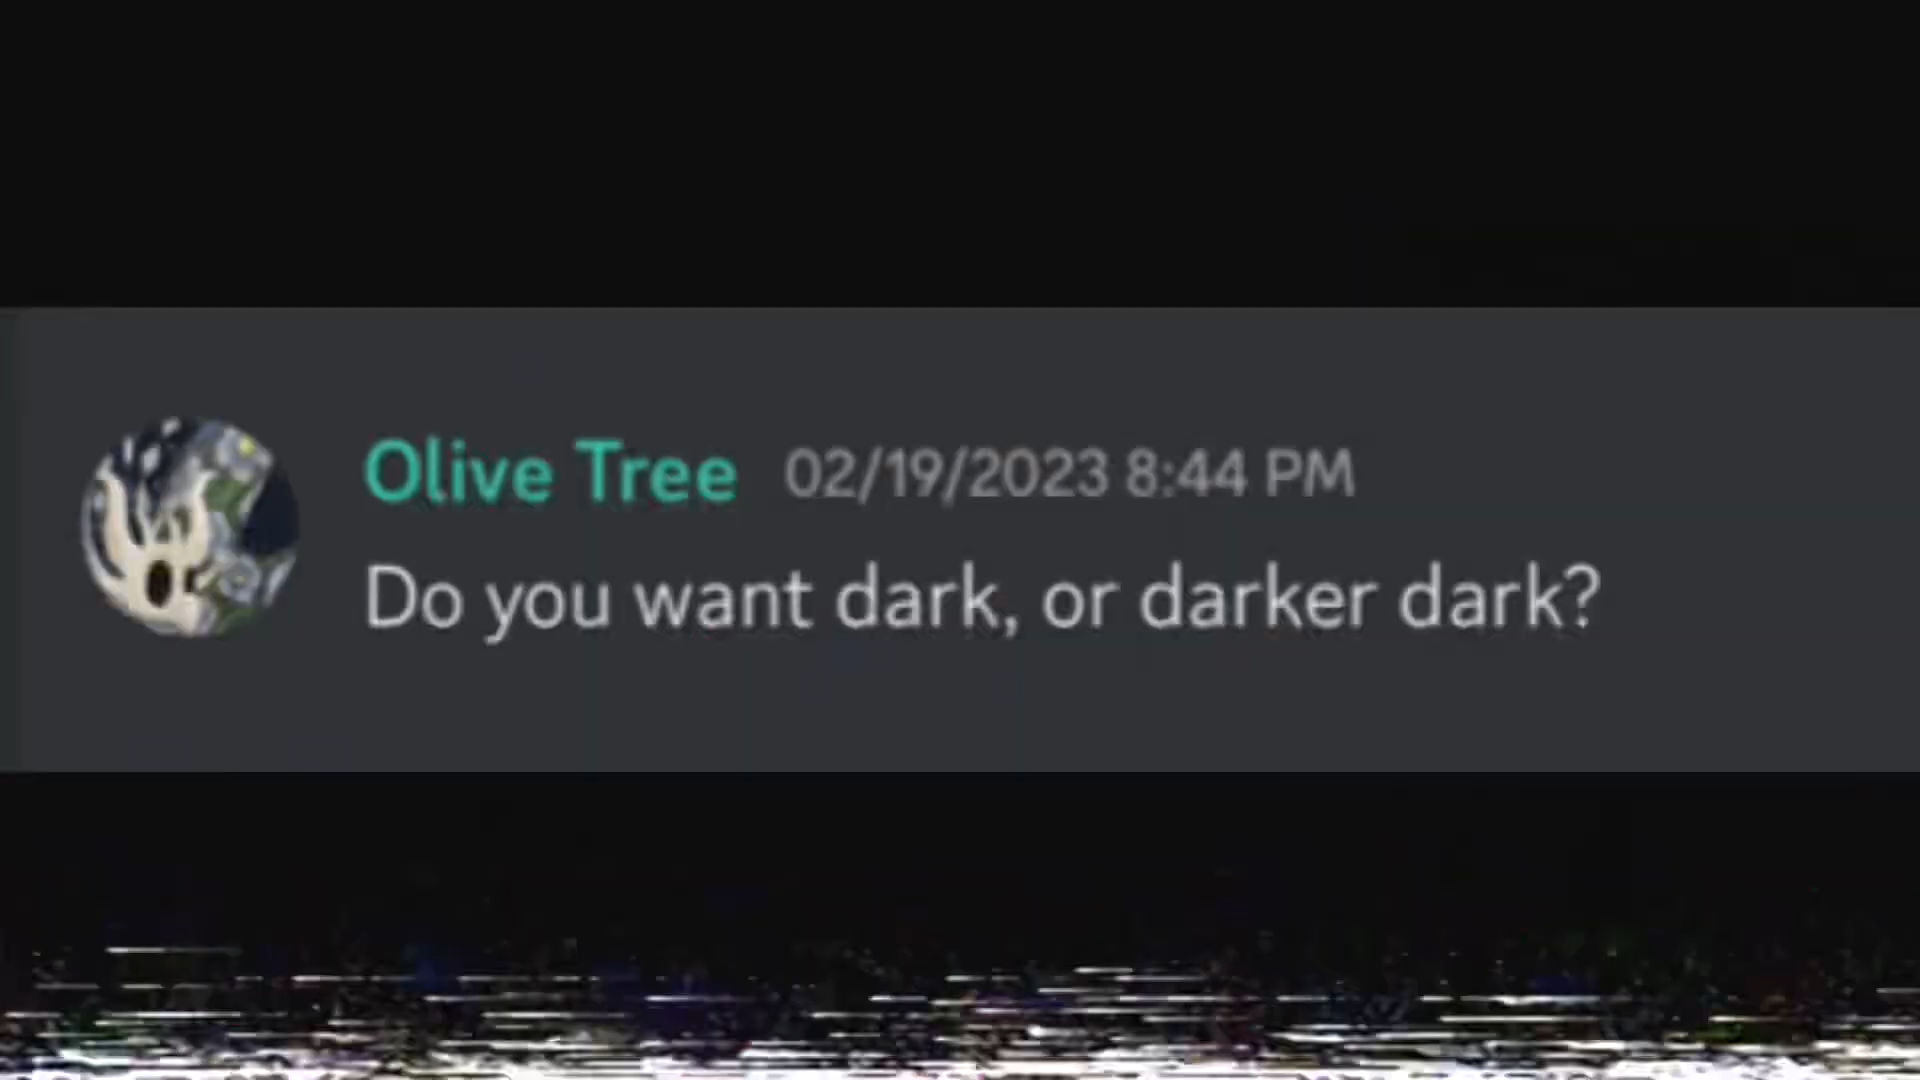 Olive Tree 02/19/2023 8:44 PM
Do you want dark, or darker dark?